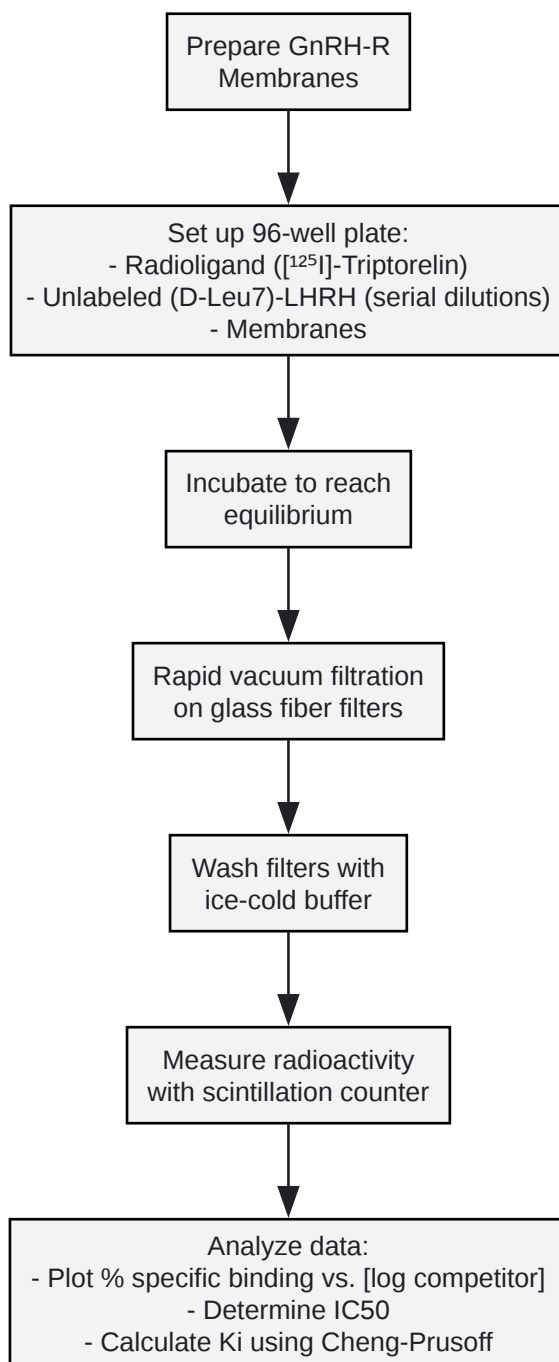 Prepare GnRH-R
Membranes
Set up 96-well plate:
- Radioligand ([¹²⁵I]-Triptorelin)
- Unlabeled (D-Leu7)-LHRH (serial dilutions)
- Membranes
Incubate to reach
equilibrium
Rapid vacuum filtration
on glass fiber filters
Wash filters with
ice-cold buffer
Measure radioactivity
with scintillation counter
Analyze data:
- Plot % specific binding vs. [log competitor]
- Determine IC50
- Calculate Ki using Cheng-Prusoff